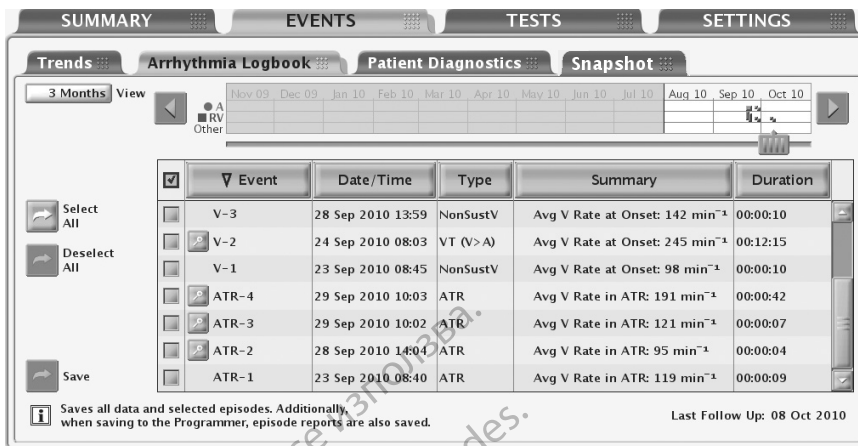 SUMMARY EVENTS TESTS SETTINGS
Trends Arrhythmia Logbook Patient Diagnostics Snapshot
3 Months View
Nov 09 Dec 09 Jan 10 Feb 10 Mar 10 Apr 10 May 10 Jun 10 Jul 10 Aug 10 Sep 10 Oct 10
A
RV
Other
Event Date/Time Type Summary Duration
Select All
Deselect All
V-3 28 Sep 2010 13:59 NonSustV Avg V Rate at Onset: 142 min⁻¹ 00:00:10
V-2 24 Sep 2010 08:03 VT (V>A) Avg V Rate at Onset: 245 min⁻¹ 00:12:15
V-1 23 Sep 2010 08:45 NonSustV Avg V Rate at Onset: 98 min⁻¹ 00:00:10
ATR-4 29 Sep 2010 10:03 ATR Avg V Rate in ATR: 191 min⁻¹ 00:00:42
ATR-3 29 Sep 2010 10:02 ATR Avg V Rate in ATR: 121 min⁻¹ 00:00:07
ATR-2 28 Sep 2010 14:04 ATR Avg V Rate in ATR: 95 min⁻¹ 00:00:04
ATR-1 23 Sep 2010 08:40 ATR Avg V Rate in ATR: 119 min⁻¹ 00:00:09
Save
i Saves all data and selected episodes. Additionally,
when saving to the Programmer, episode reports are also saved.
Last Follow Up: 08 Oct 2010
използва.